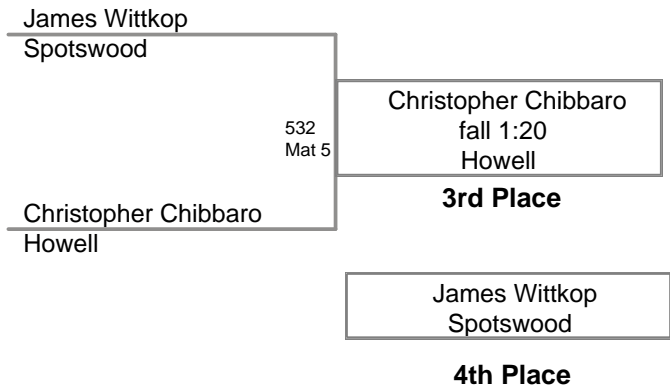 James Wittkop
Spotswood
532
Mat 5
Christopher Chibbaro
fall 1:20
Howell
3rd Place
Christopher Chibbaro
Howell
James Wittkop
Spotswood
4th Place